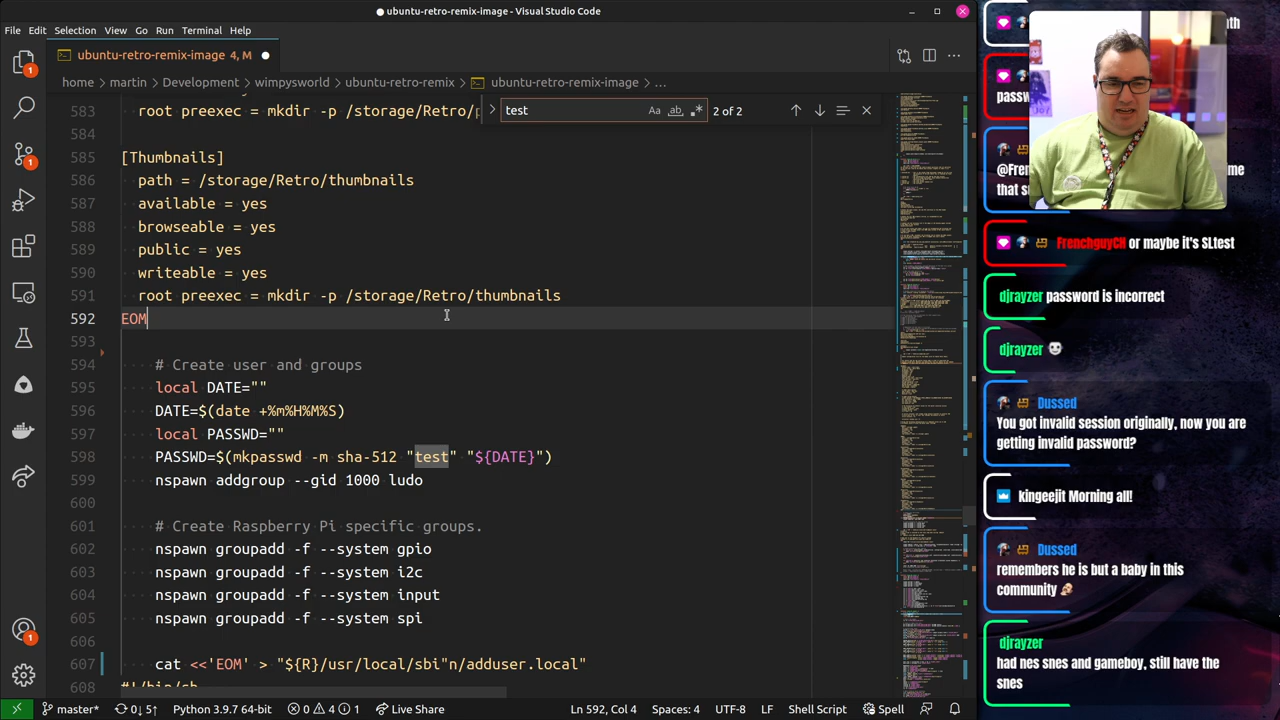 ubuntu-retro-remix-image - Visual Studio Code
File Edit Selection View Go Run Terminal Help
ubuntu-retro-remix-image 4, M
home martin Development ubuntu-retro-remix ubuntu-retro-remix-image ...
test
2 of 2
583 root preexec = mkdir -p /storage/Retro/
584
585 [Thumbnails]
586 path = /storage/Retro/thumbnails
587 available = yes
588 browseable = yes
589 public = yes
590 writeable = yes
591 root preexec = mkdir -p /storage/Retro/thumbnails
592 EOM
594 # Create user and groups
595 local DATE=""
596 DATE=$(date +%m%H%M%S)
597 local PASSWD=""
598 PASSWD=$(mkpasswd -m sha-512 "test" "${DATE}")
599 nspawn addgroup --gid 1000 ludo
600
601 # Create Raspberry Pi specific groups.
602 nspawn groupadd -f --system gpio
603 nspawn groupadd -f --system i2c
604 nspawn groupadd -f --system input
605 nspawn groupadd -f --system spi
606
607 "${R}/usr/local/sbi"n/adduser.local"
608
master* Python 64-bit 0 4 1 Live Share Ln 592, Col 4 Spaces: 4 UTF-8 LF Shell Script Spell
FrenchguyCH or maybe it's SLtest
djrayzer password is incorrect
djrayzer
Dussed
You got invalid session originally, now you are
getting invalid password?
kingeejit Morning all!
Dussed
remembers he is but a baby in this
community
djrayzer
had nes snes and gameboy, still have the
snes